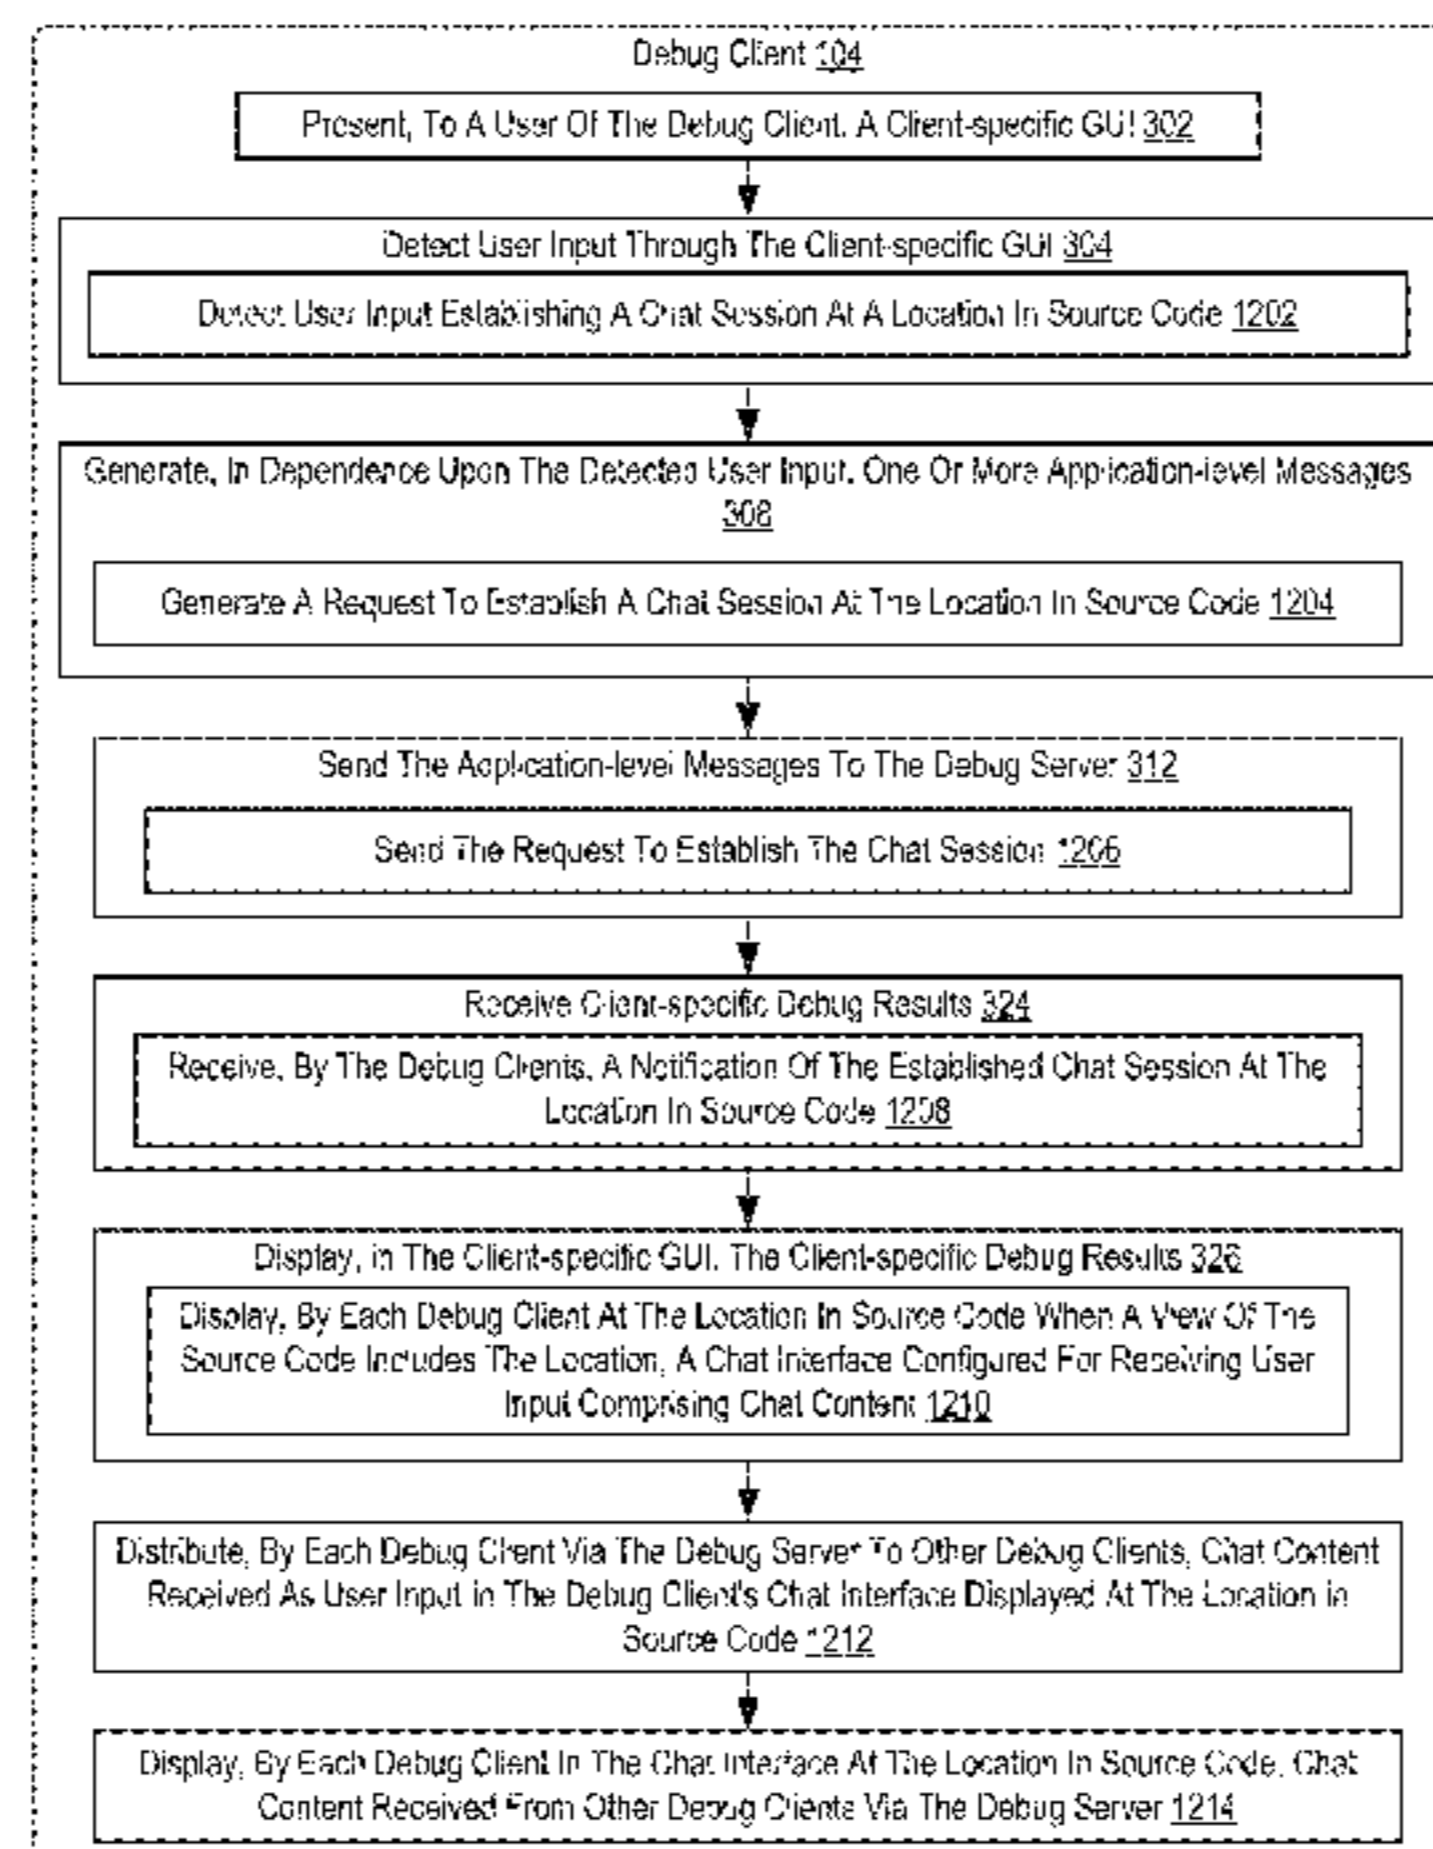 Debug Client 104
Present, To A User Of The Debug Client, A Client-specific GUI 302
Detect User Input Through The Client-specific GUI 304
Detect User Input Establishing A Chat Session At A Location In Source Code 1202
Generate, In Dependence Upon The Detected User Input, One Or More Application-level Messages
308
Generate A Request To Establish A Chat Session At The Location In Source Code 1204
Send The Application-level Messages To The Debug Server 312
Send The Request To Establish The Chat Session 1206
Receive Client-specific Debug Results 324
Receive, By The Debug Clients, A Notification Of The Established Chat Session At The
Location In Source Code 1208
Display, in The Client-specific GUI, The Client-specific Debug Results 326
Display, By Each Debug Client At The Location In Source Code When A View Of The
Source Code Includes The Location, A Chat Interface Configured For Receiving User
Input Comprising Chat Content 1210
Distribute, By Each Debug Client Via The Debug Server To Other Debug Clients, Chat Content
Received As User Input in The Debug Client's Chat Interface Displayed At The Location in
Source Code 1212
Display, By Each Debug Client In The Chat Interface At The Location In Source Code, Chat
Content Received From Other Debug Clients Via The Debug Server 1214